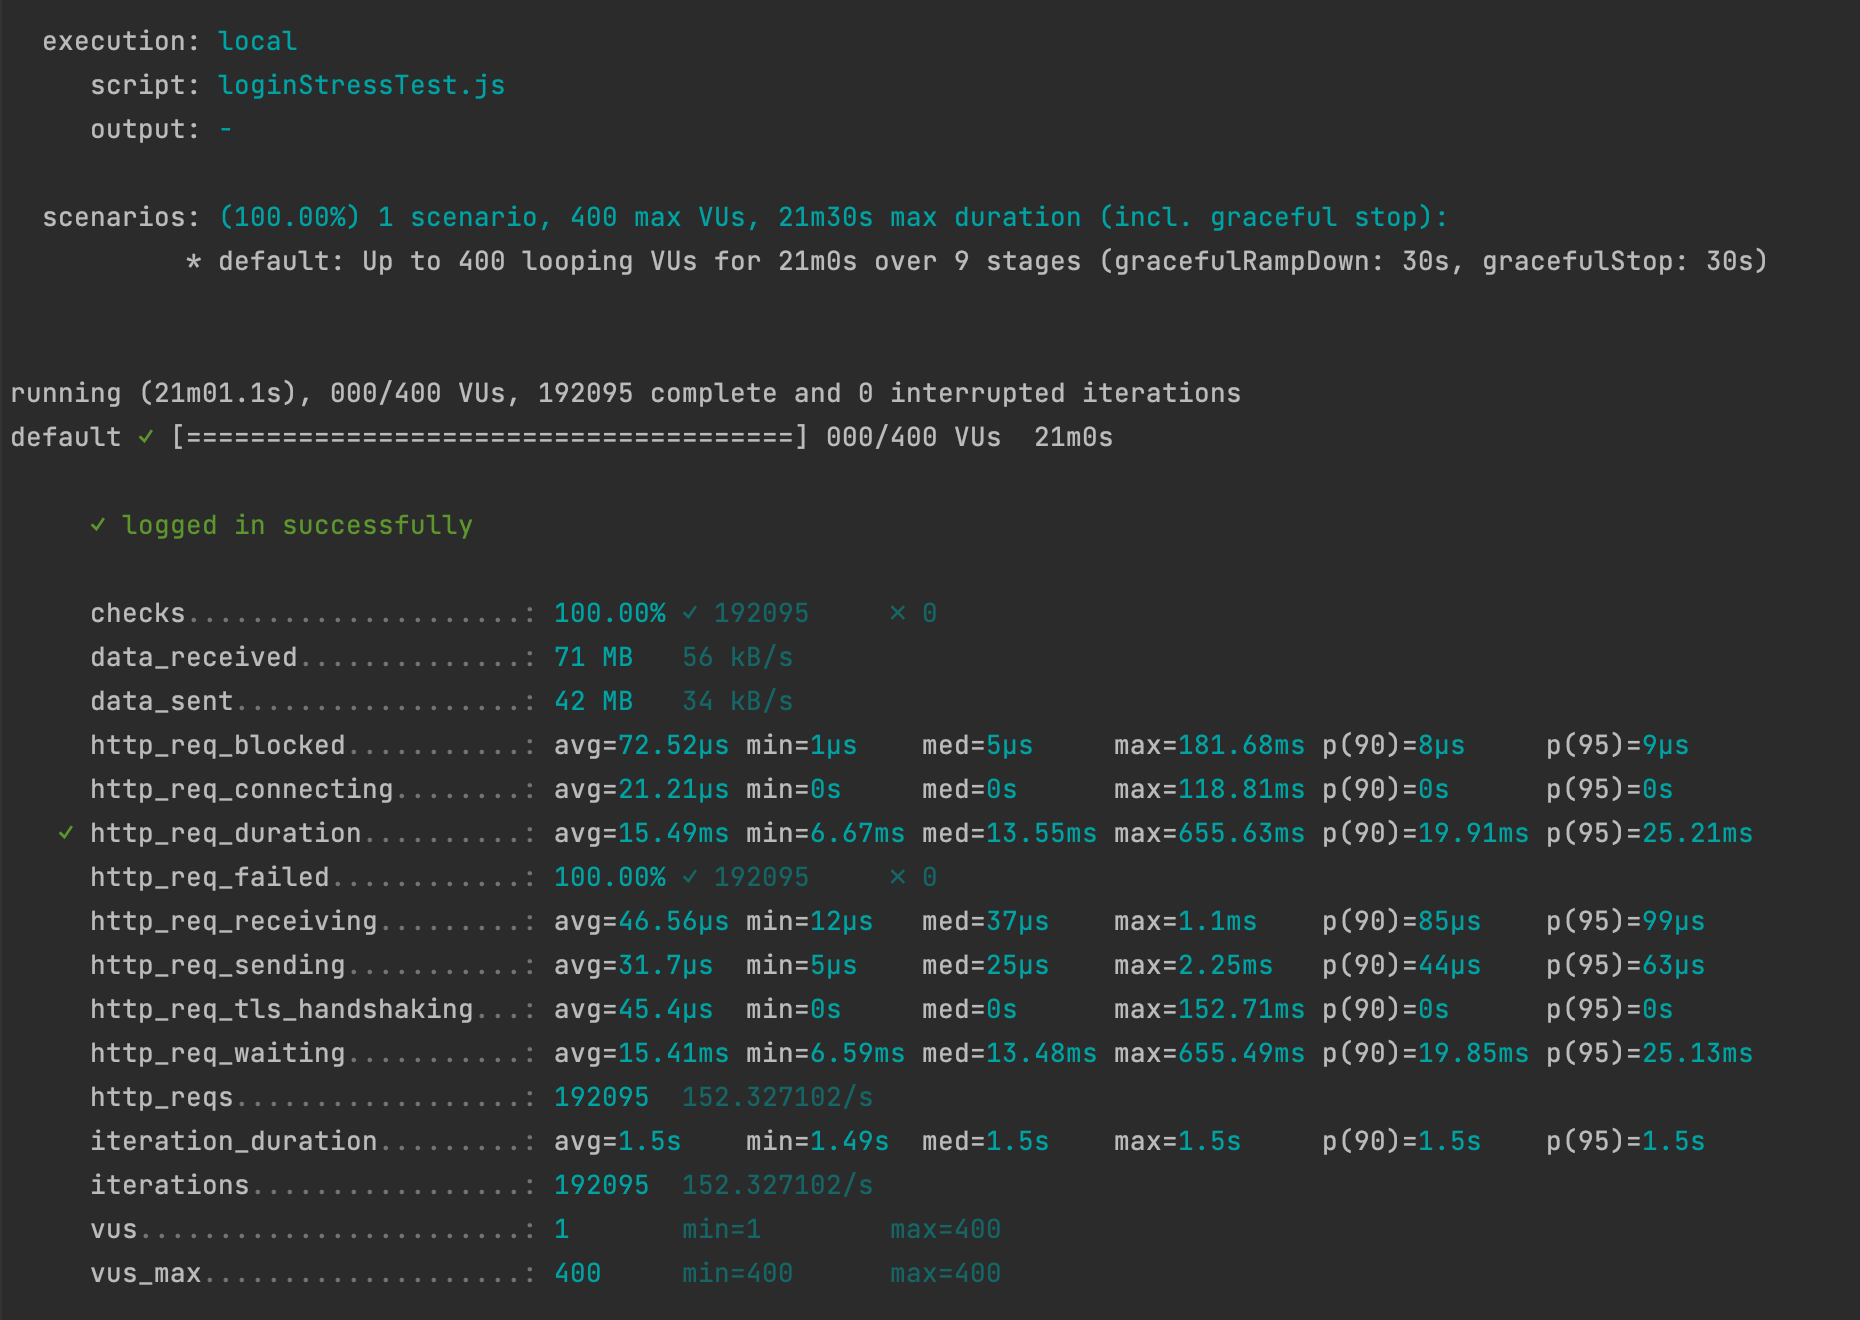 execution: local
script: loginStressTest.js
output: -
scenarios: (100.00%) 1 scenario, 400 max VUs, 21m30s max duration (incl. graceful stop):
* default: Up to 400 looping VUs for 21m0s over 9 stages (gracefulRampDown: 30s, gracefulStop: 30s)
running (21m01.1s), 000/400 VUs, 192095 complete and 0 interrupted iterations
default ✓ [======================================] 000/400 VUs  21m0s
✓ logged in successfully
checks.....................: 100.00% ✓ 192095     ✗ 0
data_received..............: 71 MB   56 kB/s
data_sent..................: 42 MB   34 kB/s
http_req_blocked...........: avg=72.52µs min=1µs    med=5µs     max=181.68ms p(90)=8µs     p(95)=9µs
http_req_connecting........: avg=21.21µs min=0s     med=0s      max=118.81ms p(90)=0s      p(95)=0s
✓ http_req_duration..........: avg=15.49ms min=6.67ms med=13.55ms max=655.63ms p(90)=19.91ms p(95)=25.21ms
http_req_failed............: 100.00% ✓ 192095     ✗ 0
http_req_receiving.........: avg=46.56µs min=12µs   med=37µs    max=1.1ms    p(90)=85µs    p(95)=99µs
http_req_sending...........: avg=31.7µs  min=5µs    med=25µs    max=2.25ms   p(90)=44µs    p(95)=63µs
http_req_tls_handshaking...: avg=45.4µs  min=0s     med=0s      max=152.71ms p(90)=0s      p(95)=0s
http_req_waiting...........: avg=15.41ms min=6.59ms med=13.48ms max=655.49ms p(90)=19.85ms p(95)=25.13ms
http_reqs..................: 192095  152.327102/s
iteration_duration.........: avg=1.5s    min=1.49s  med=1.5s    max=1.5s     p(90)=1.5s    p(95)=1.5s
iterations.................: 192095  152.327102/s
vus........................: 1       min=1        max=400
vus_max....................: 400     min=400      max=400